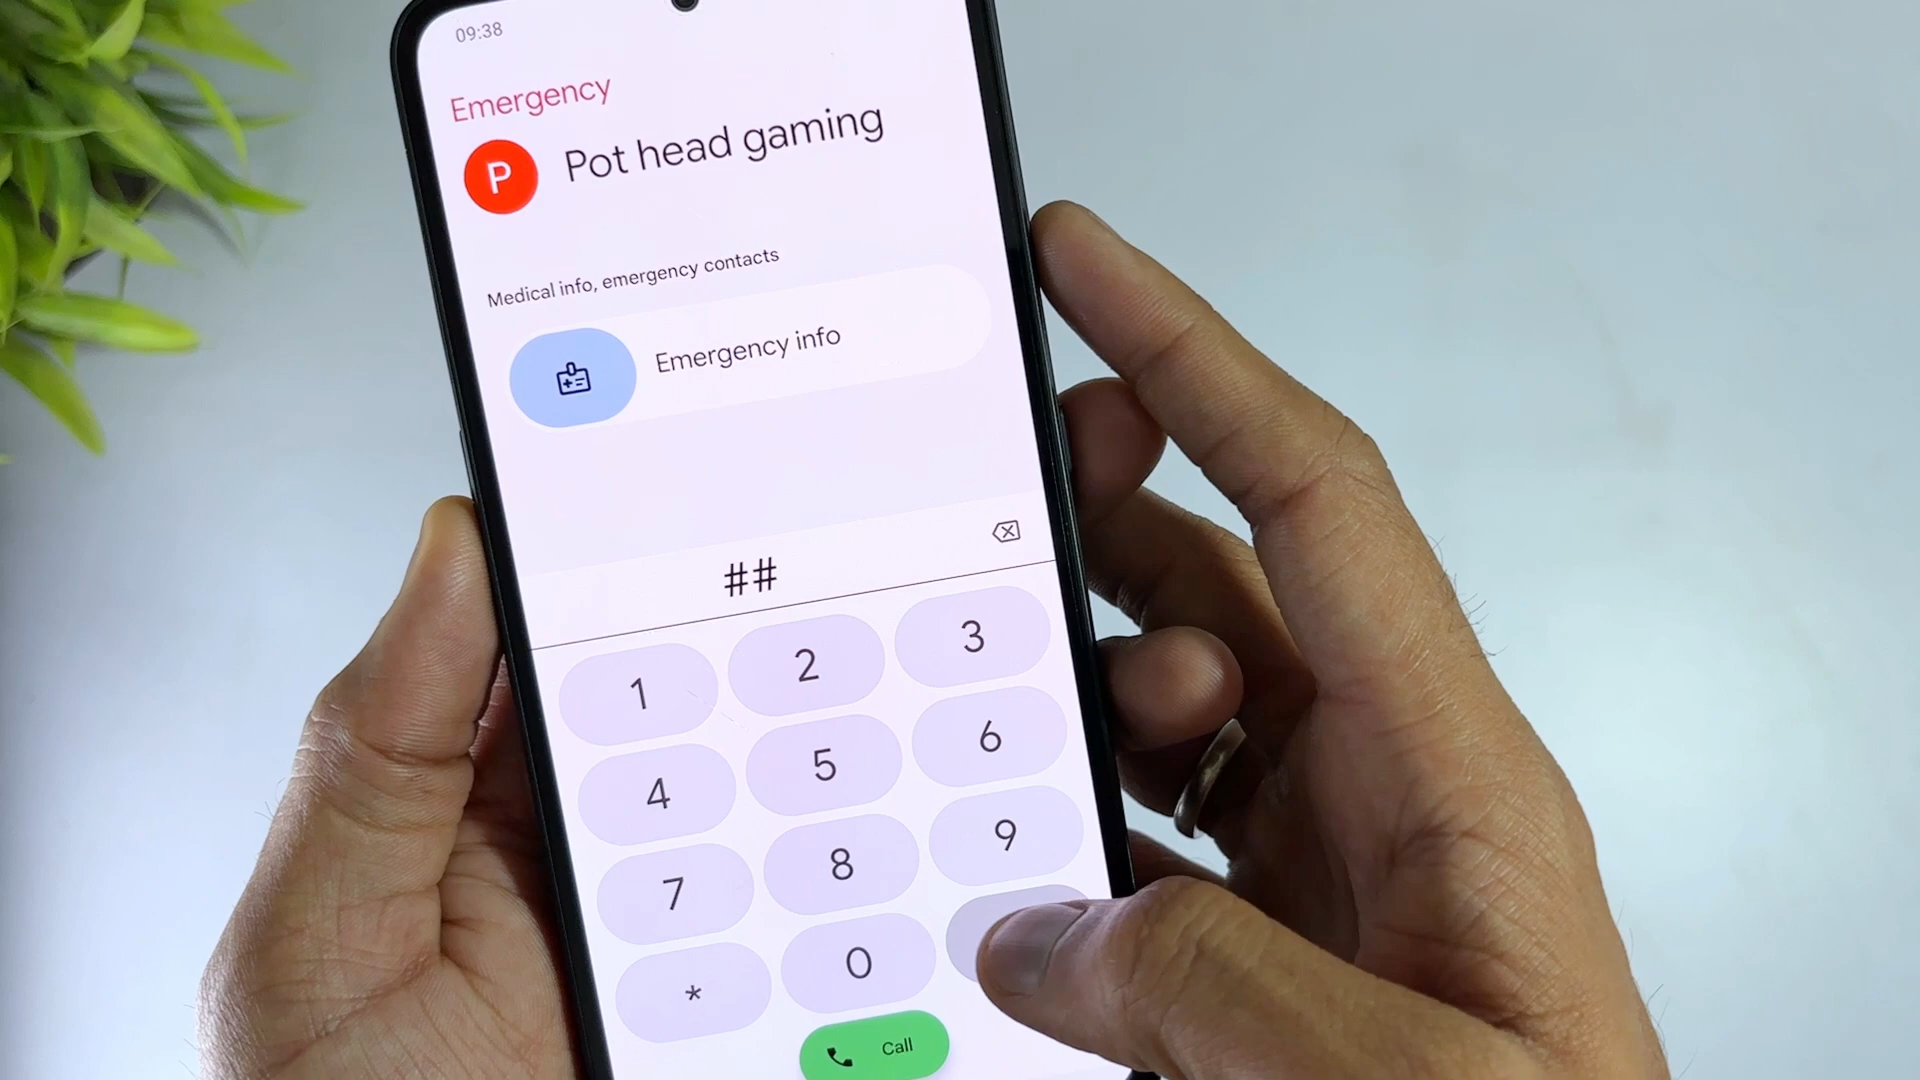 09:38
Emergency
P
Pot head gaming
Medical info, emergency contacts
Emergency info
##
1 2 3
4 5 6
7 8 9
* 0
Call